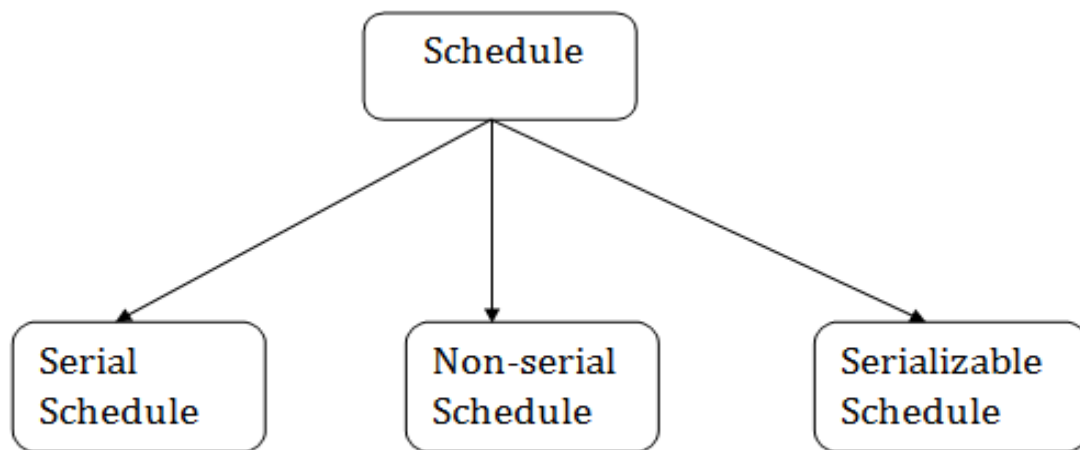 Schedule
Serial
Schedule
Non-serial
Schedule
Serializable
Schedule